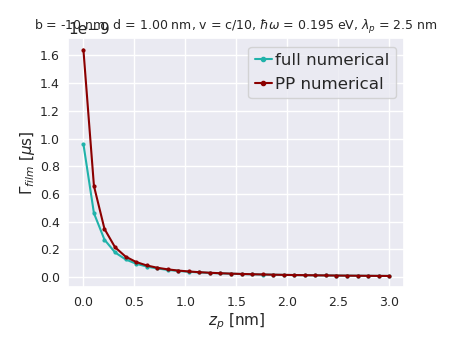 b = -10 nm, d = 1.00 nm, v = c/10, ℏω = 0.195 eV, λp = 2.5 nm
1e−9
full numerical
PP numerical
1.6
1.4
1.2
1.0
0.8
0.6
0.4
0.2
0.0
Γfilm [μs]
0.0 0.5 1.0 1.5 2.0 2.5 3.0
zp [nm]